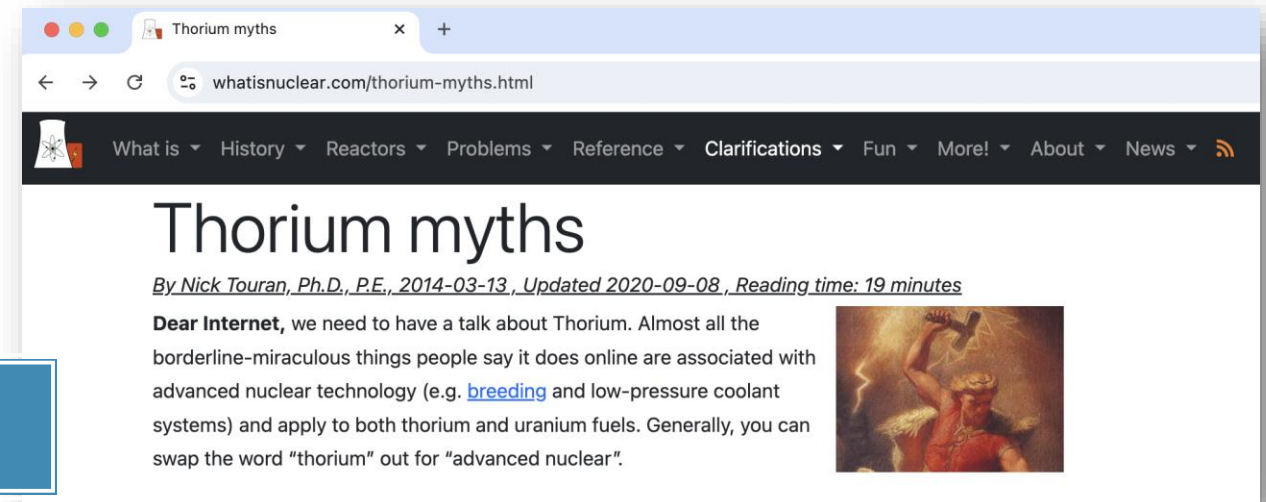 Thorium myths
whatisnuclear.com/thorium-myths.html
What is History Reactors Problems Reference Clarifications Fun More! About News
Thorium myths
By Nick Touran, Ph.D., P.E., 2014-03-13 , Updated 2020-09-08 , Reading time: 19 minutes
Dear Internet, we need to have a talk about Thorium. Almost all the
borderline-miraculous things people say it does online are associated with
advanced nuclear technology (e.g. breeding and low-pressure coolant
systems) and apply to both thorium and uranium fuels. Generally, you can
swap the word “thorium” out for “advanced nuclear”.